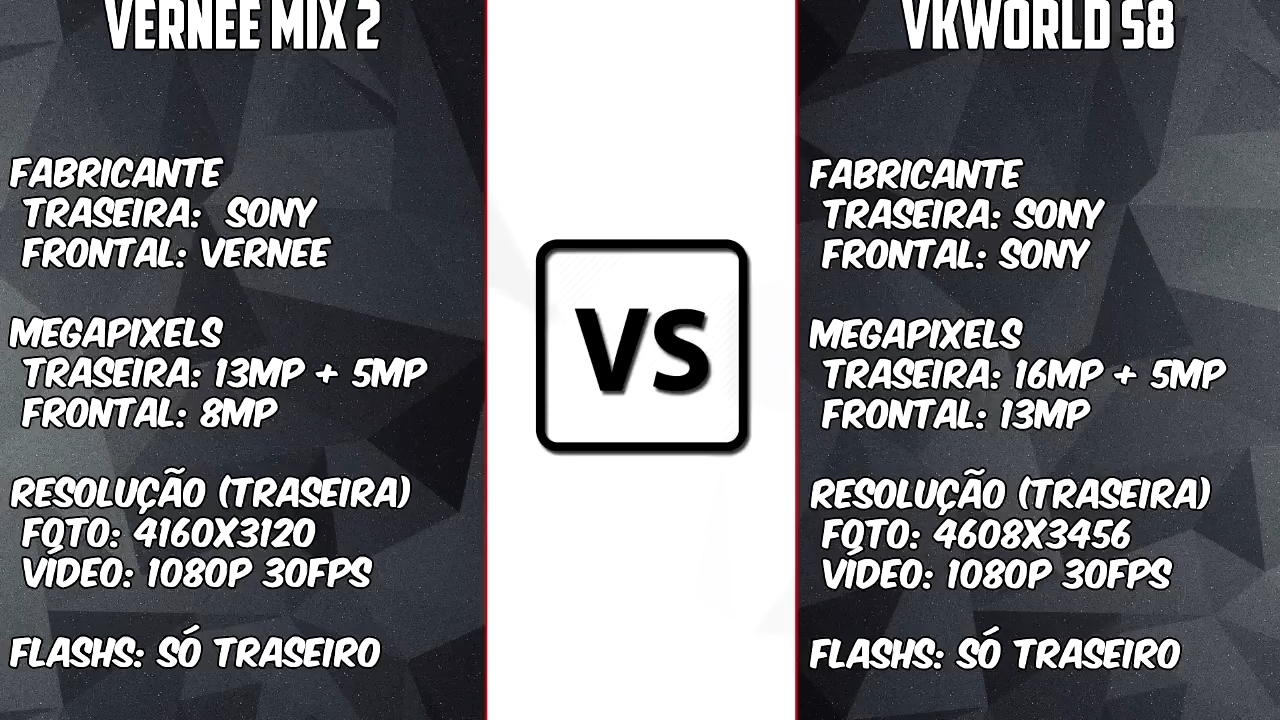 VERNEE MIX 2
FABRICANTE
TRASEIRA: SONY
FRONTAL: VERNEE
MEGAPIXELS
TRASEIRA: 13MP + 5MP
FRONTAL: 8MP
RESOLUÇÃO (TRASEIRA)
FOTO: 4160X3120
VÍDEO: 1080P 30FPS
FLASHS: SÓ TRASEIRO
VS
VKWORLD S8
FABRICANTE
TRASEIRA: SONY
FRONTAL: SONY
MEGAPIXELS
TRASEIRA: 16MP + 5MP
FRONTAL: 13MP
RESOLUÇÃO (TRASEIRA)
FOTO: 4608X3456
VÍDEO: 1080P 30FPS
FLASHS: SÓ TRASEIRO